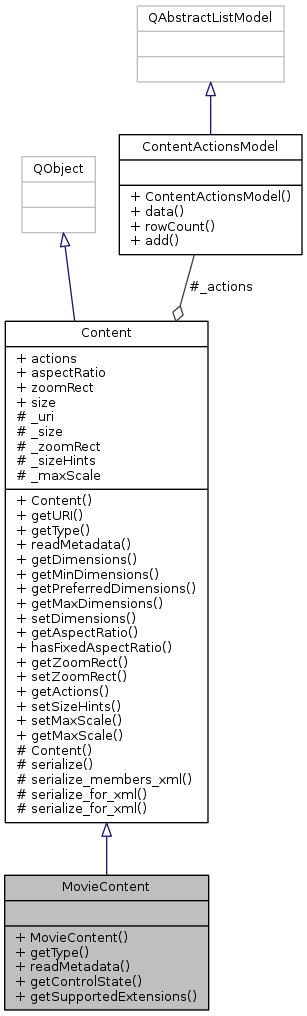 QAbstractListModel
ContentActionsModel
+ ContentActionsModel()
+ data()
+ rowCount()
+ add()
QObject
#_actions
Content
+ actions
+ aspectRatio
+ zoomRect
+ size
# _uri
# _size
# _zoomRect
# _sizeHints
# _maxScale
+ Content()
+ getURI()
+ getType()
+ readMetadata()
+ getDimensions()
+ getMinDimensions()
+ getPreferredDimensions()
+ getMaxDimensions()
+ setDimensions()
+ getAspectRatio()
+ hasFixedAspectRatio()
+ getZoomRect()
+ setZoomRect()
+ getActions()
+ setSizeHints()
+ setMaxScale()
+ getMaxScale()
# Content()
# serialize()
# serialize_members_xml()
# serialize_for_xml()
# serialize_for_xml()
MovieContent
+ MovieContent()
+ getType()
+ readMetadata()
+ getControlState()
+ getSupportedExtensions()